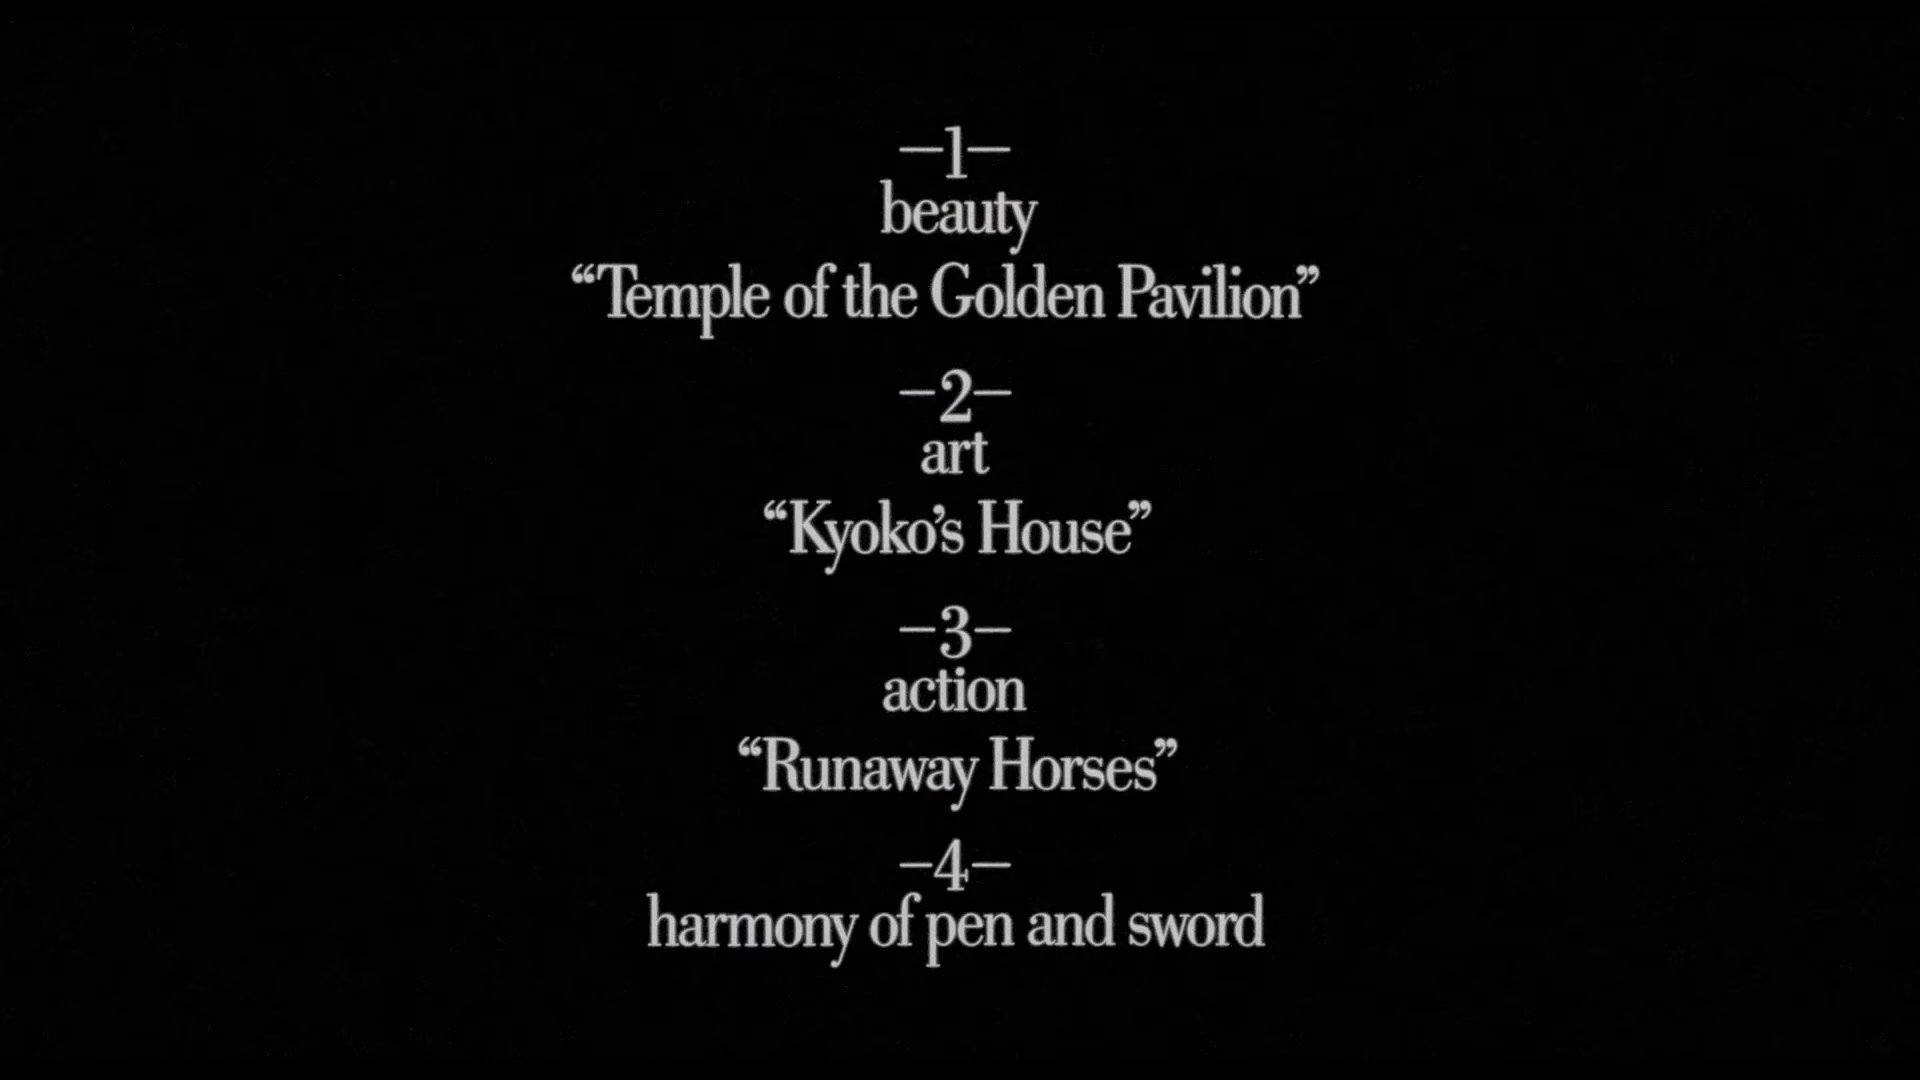 —1—
beauty
“Temple of the Golden Pavilion”
—2—
art
“Kyoko’s House”
—3—
action
“Runaway Horses”
—4—
harmony of pen and sword